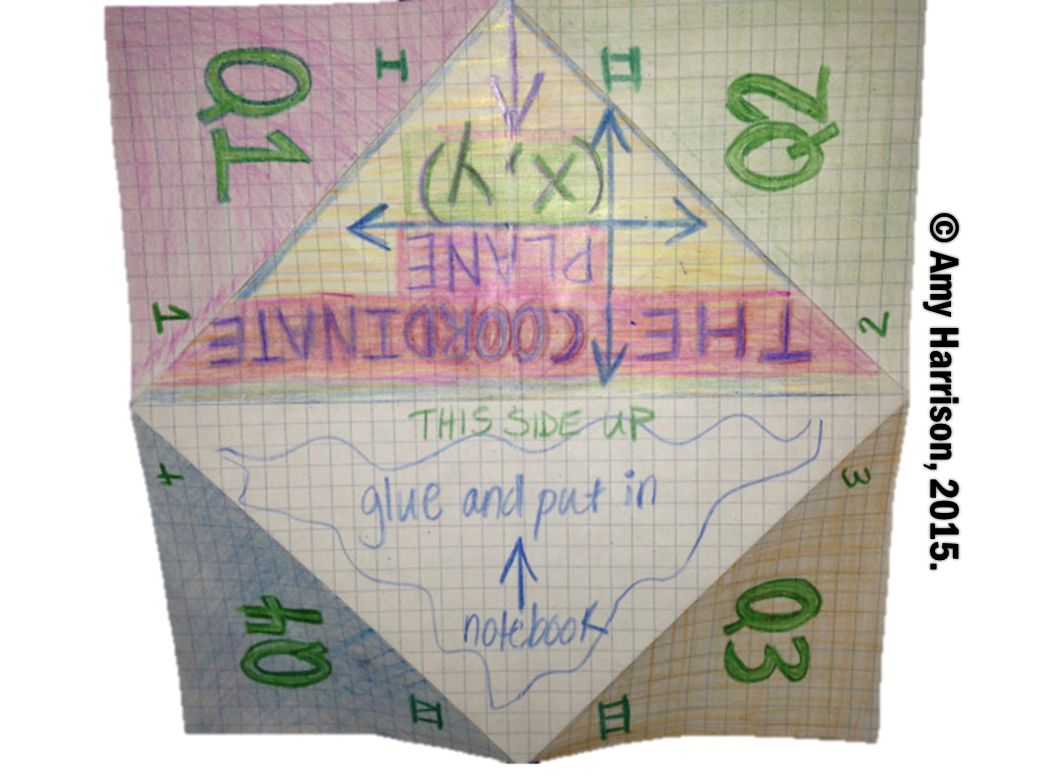 Q1
I
II
Q2
THE COORDINATE
PLANE
(x, y)
1
2
THIS SIDE UP
glue and put in
notebook
4
3
Q4
Q3
IV
III
© Amy Harrison, 2015.